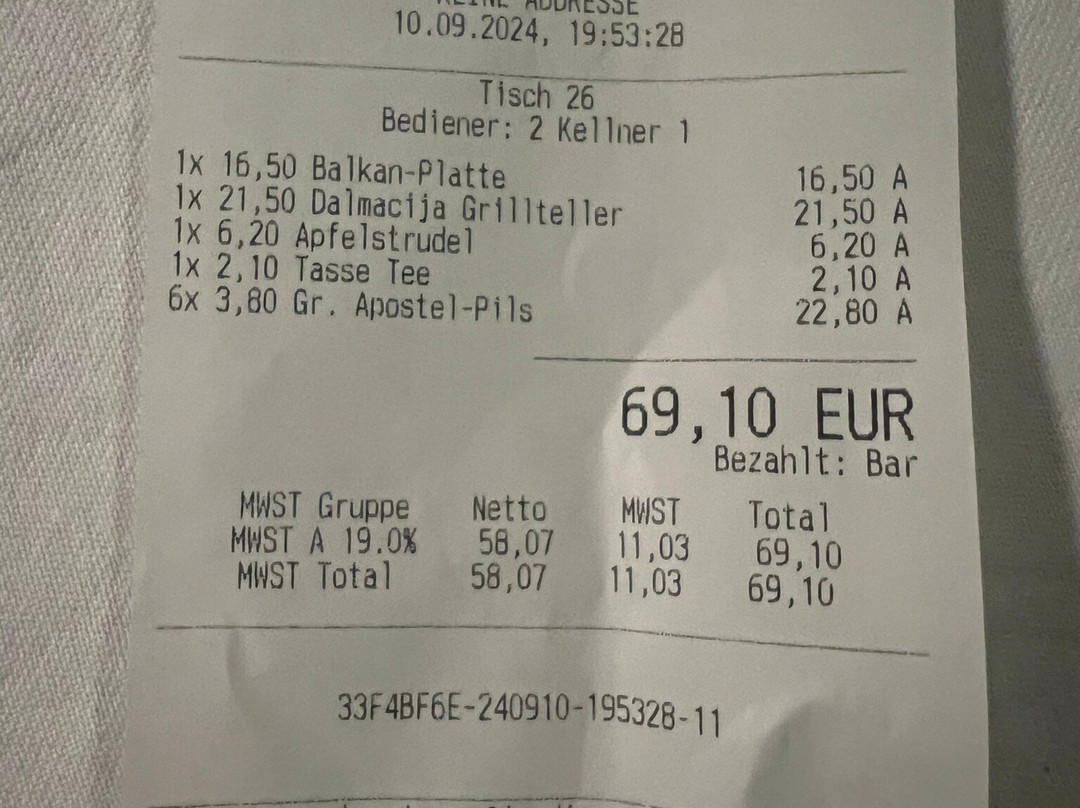 KEINE ADDRESSE
10.09.2024, 19:53:28
Tisch 26
Bediener: 2 Kellner 1
1x 16,50 Balkan-Platte 16,50 A
1x 21,50 Dalmacija Grillteller 21,50 A
1x 6,20 Apfelstrudel 6,20 A
1x 2,10 Tasse Tee 2,10 A
6x 3,80 Gr. Apostel-Pils 22,80 A
69,10 EUR
Bezahlt: Bar
MWST Gruppe Netto MWST Total
MWST A 19.0% 58,07 11,03 69,10
MWST Total 58,07 11,03 69,10
33F4BF6E-240910-195328-11